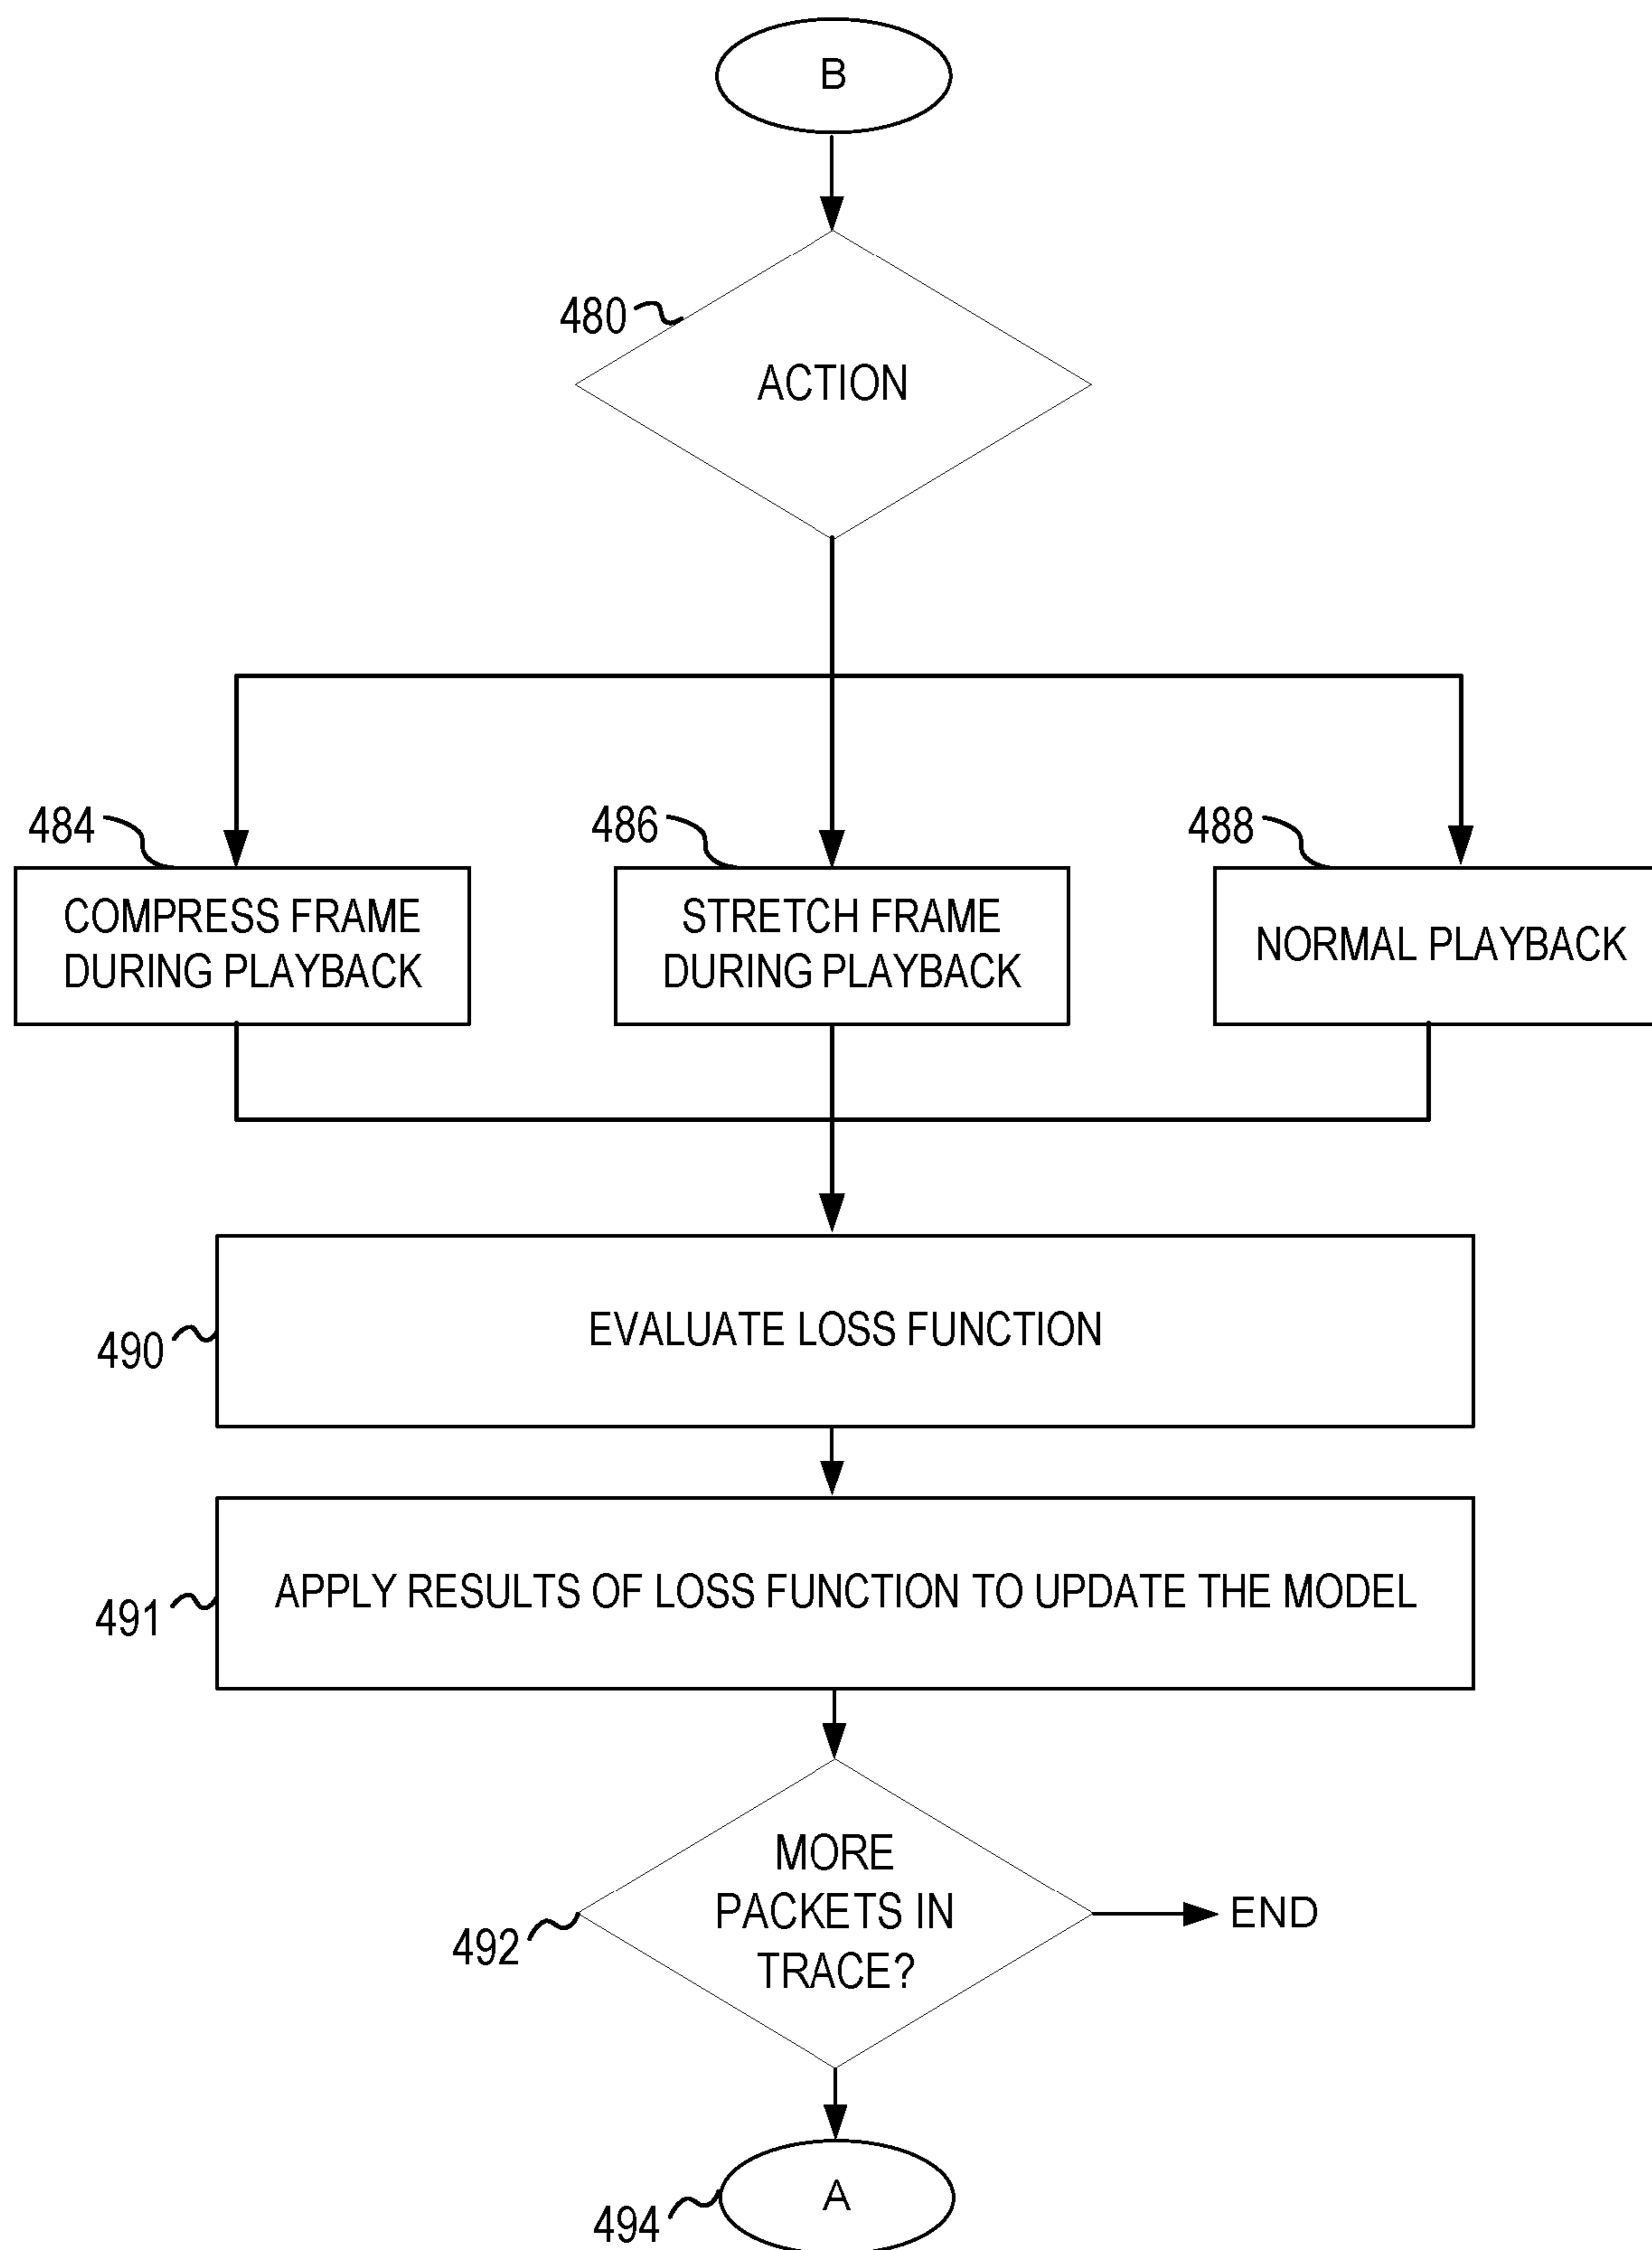 B
480
ACTION
484
486
488
COMPRESS FRAME
DURING PLAYBACK
STRETCH FRAME
DURING PLAYBACK
NORMAL PLAYBACK
490
EVALUATE LOSS FUNCTION
491
APPLY RESULTS OF LOSS FUNCTION TO UPDATE THE MODEL
492
MORE
PACKETS IN
TRACE?
END
494
A